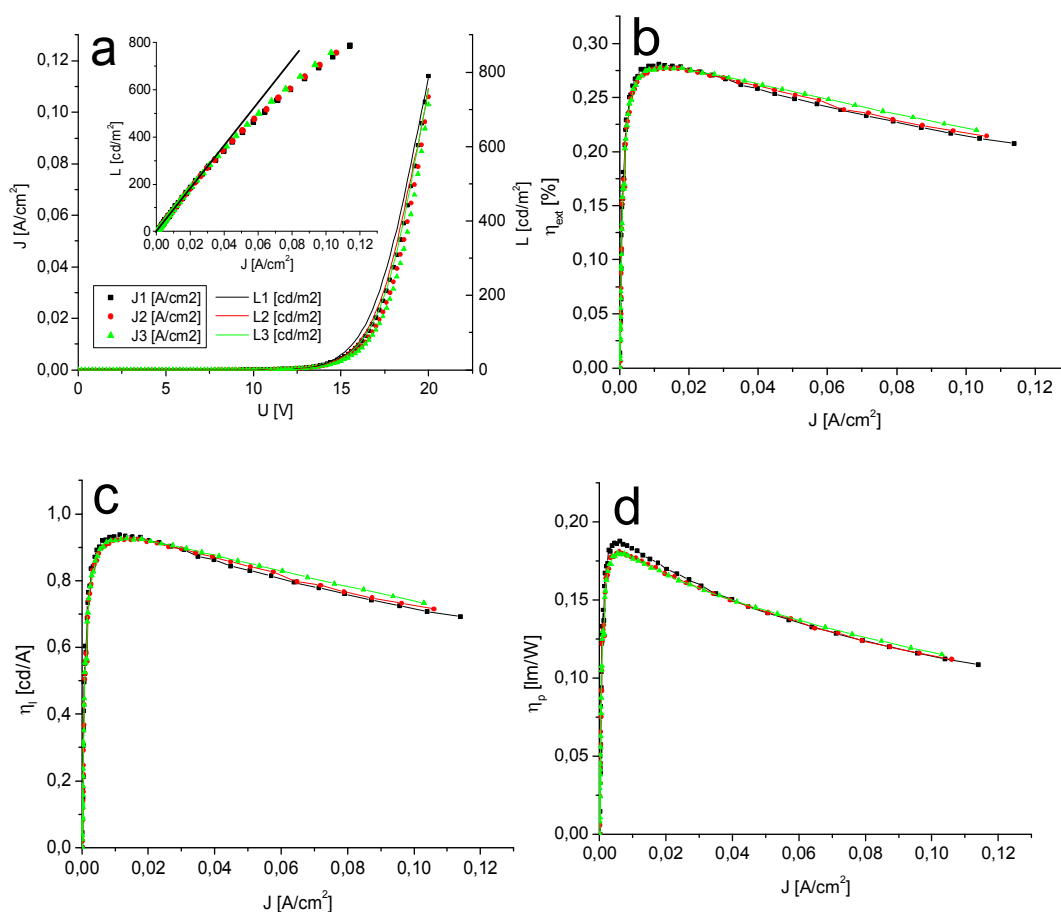 a
0,12
0,10
0,08
0,06
0,04
0,02
0,00
J [A/cm²]
0
5
10
15
20
U [V]
800
600
400
200
0
L [cd/m²]
800
600
400
200
0
L [cd/m²]
0,00 0,02 0,04 0,06 0,08 0,10 0,12
J [A/cm²]
J1 [A/cm2]
J2 [A/cm2]
J3 [A/cm2]
L1 [cd/m2]
L2 [cd/m2]
L3 [cd/m2]
b
0,30
0,25
0,20
0,15
0,10
0,05
0,00
ηext [%]
0,00 0,02 0,04 0,06 0,08 0,10 0,12
J [A/cm²]
c
1,0
0,8
0,6
0,4
0,2
0,0
ηl [cd/A]
0,00 0,02 0,04 0,06 0,08 0,10 0,12
J [A/cm²]
d
0,20
0,15
0,10
0,05
0,00
ηp [lm/W]
0,00 0,02 0,04 0,06 0,08 0,10 0,12
J [A/cm²]